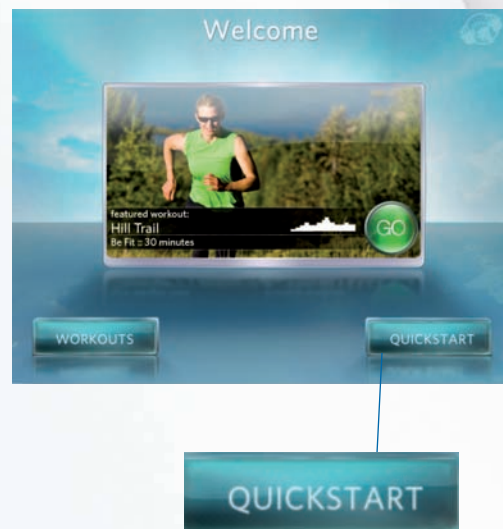 Welcome
featured workout:
Hill Trail
Be Fit :: 30 minutes
GO
WORKOUTS
QUICKSTART
QUICKSTART